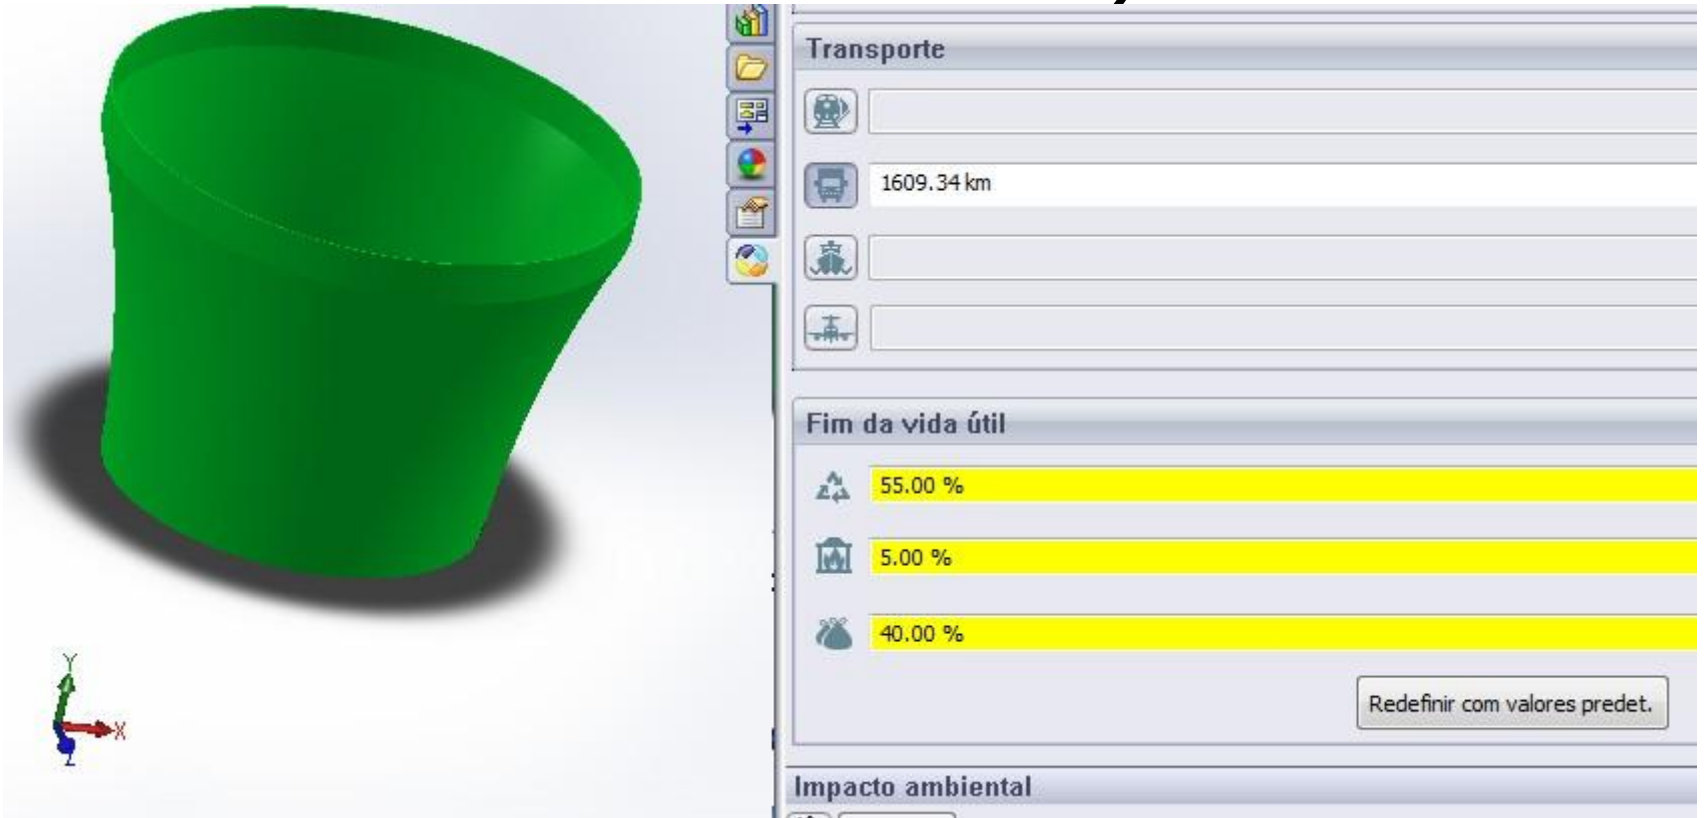 Transporte
1609.34 km
Fim da vida útil
55.00 %
5.00 %
40.00 %
Redefinir com valores predet.
Y
X
Z
Impacto ambiental